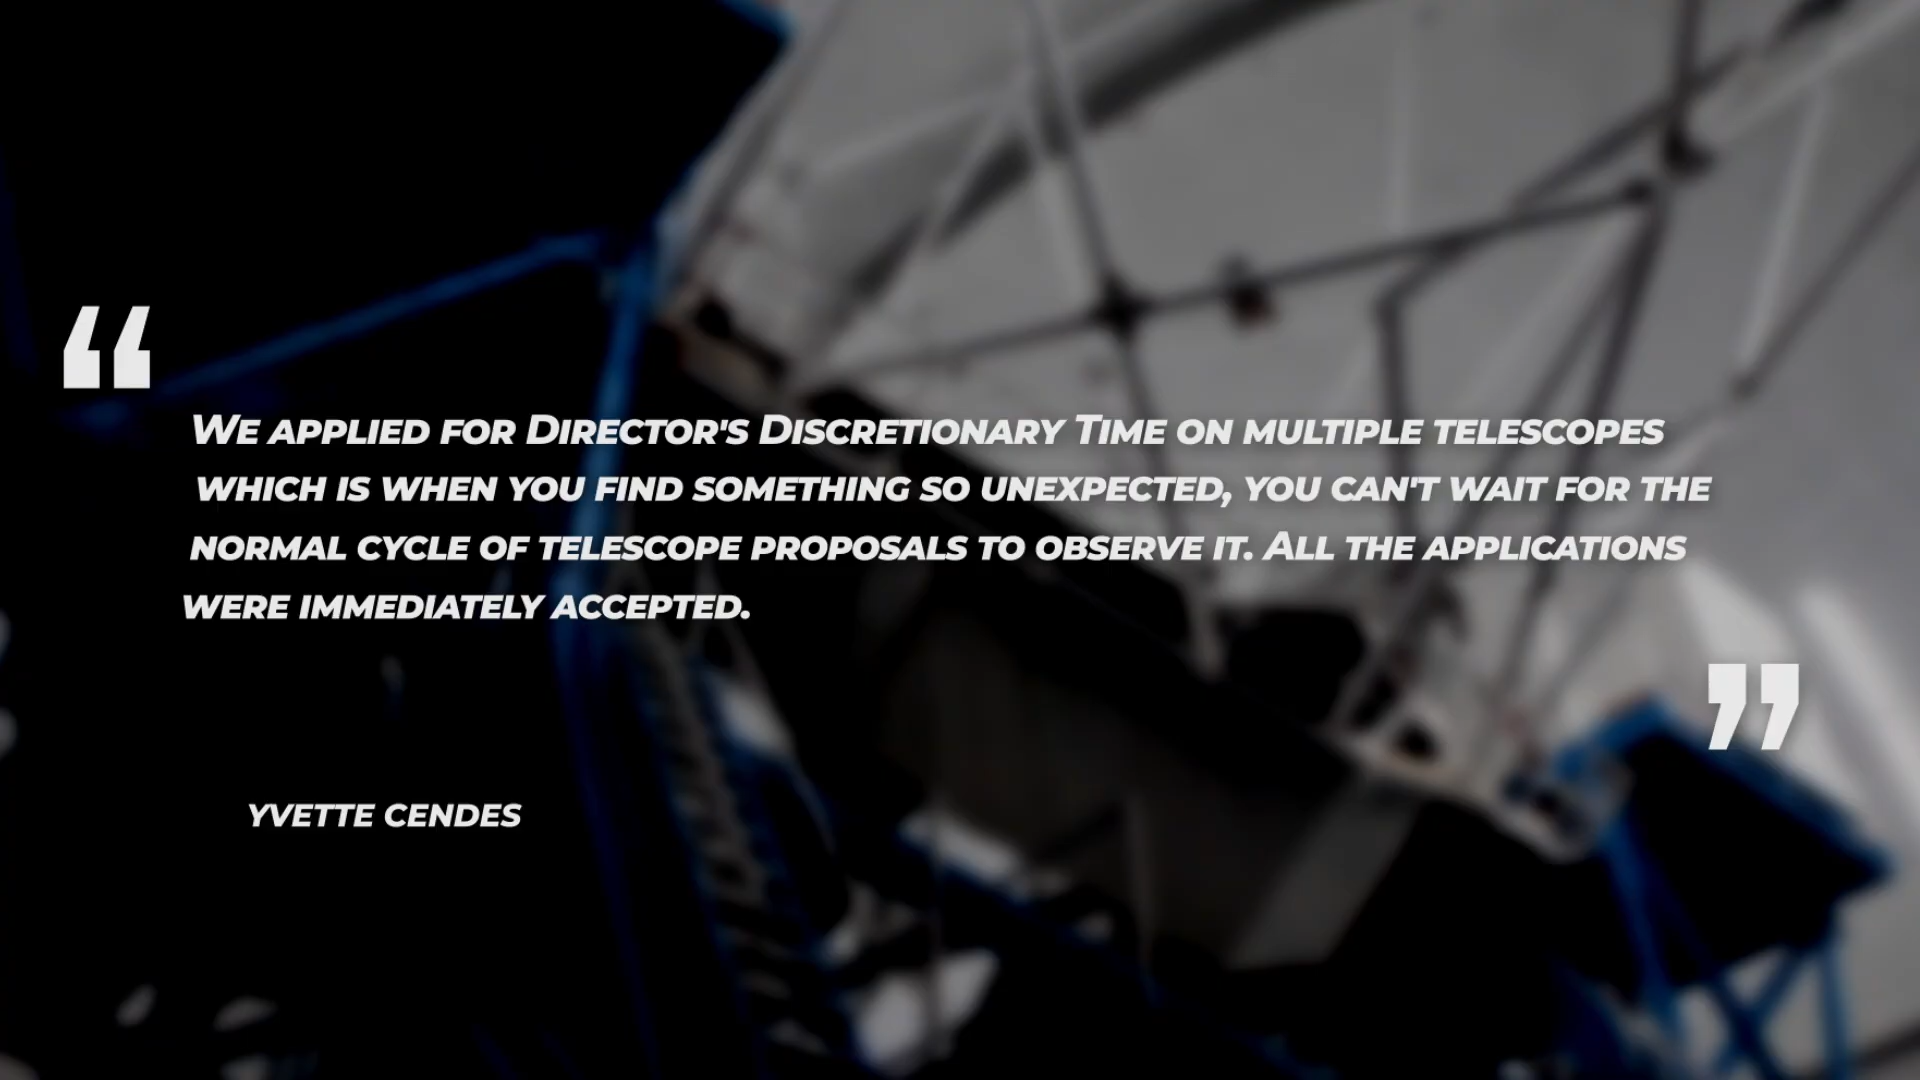 “
We applied for Director's Discretionary Time on multiple telescopes
which is when you find something so unexpected, you can't wait for the
normal cycle of telescope proposals to observe it. All the applications
were immediately accepted.
”
Yvette Cendes